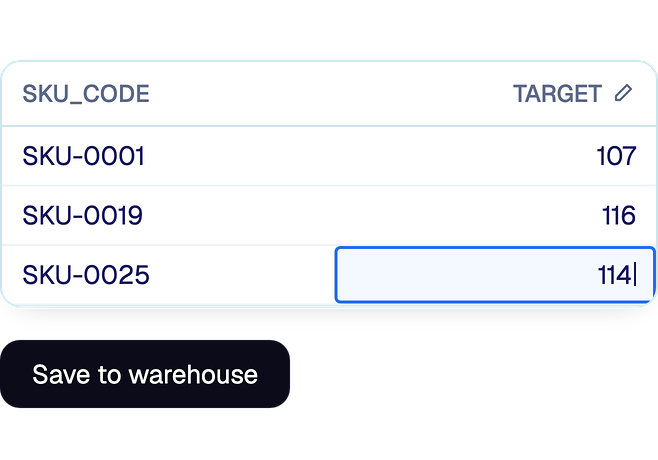 SKU_CODE TARGET
SKU-0001 107
SKU-0019 116
SKU-0025 114
Save to warehouse